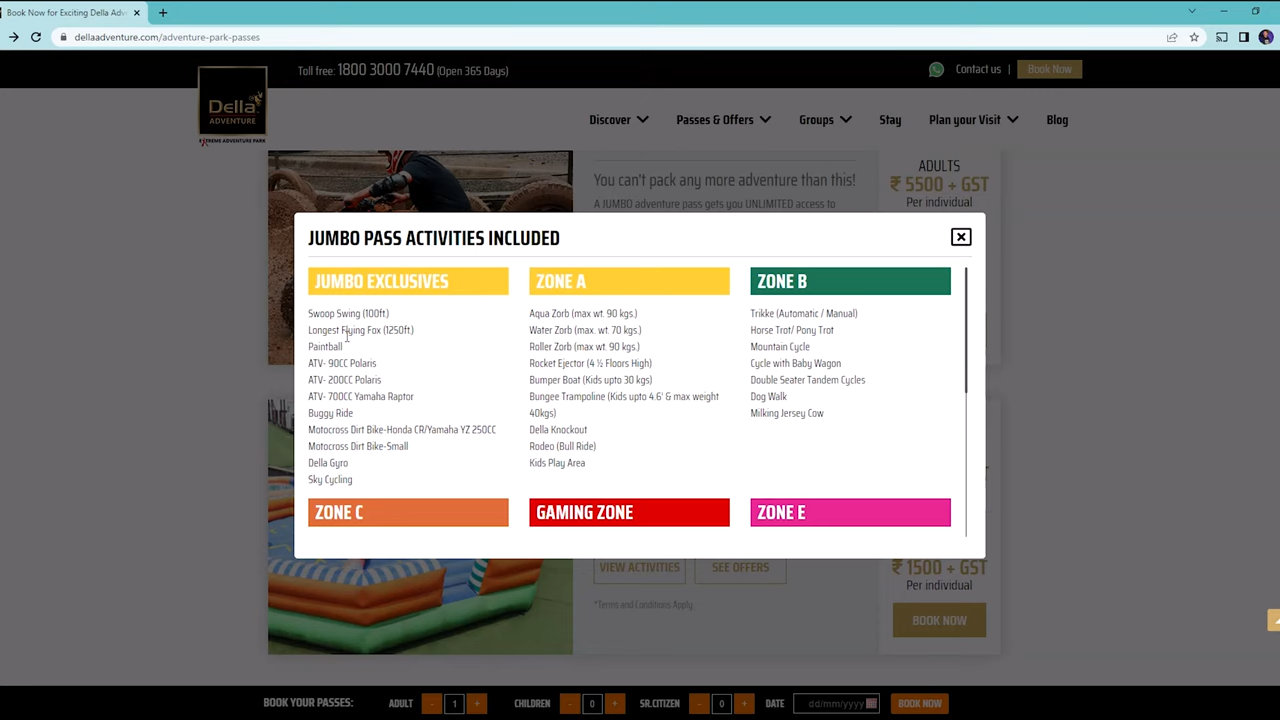 Book Now for Exciting Della Adv
dellaadventure.com/adventure-park-passes
Toll free: 1800 3000 7440 (Open 365 Days)
Contact us |
Book Now
Della
ADVENTURE
EXTREME ADVENTURE PARK
Discover
Passes & Offers
Groups
Stay
Plan your Visit
Blog
You can't pack any more adventure than this!
A JUMBO adventure pass gets you UNLIMITED access to
ADULTS
₹ 5500 + GST
Per individual
JUMBO PASS ACTIVITIES INCLUDED
JUMBO EXCLUSIVES
Swoop Swing (100ft.)
Longest Flying Fox (1250ft.)
Paintball
ATV- 90CC Polaris
ATV- 200CC Polaris
ATV- 700CC Yamaha Raptor
Buggy Ride
Motocross Dirt Bike-Honda CR/Yamaha YZ 250CC
Motocross Dirt Bike-Small
Della Gyro
Sky Cycling
ZONE A
Aqua Zorb (max wt. 90 kgs.)
Water Zorb (max. wt. 70 kgs.)
Roller Zorb (max wt. 90 kgs.)
Rocket Ejector (4 ½ Floors High)
Bumper Boat (Kids upto 30 kgs)
Bungee Trampoline (Kids upto 4.6' & max weight
40kgs)
Della Knockout
Rodeo (Bull Ride)
Kids Play Area
ZONE B
Trikke (Automatic / Manual)
Horse Trot/ Pony Trot
Mountain Cycle
Cycle with Baby Wagon
Double Seater Tandem Cycles
Dog Walk
Milking Jersey Cow
ZONE C
GAMING ZONE
ZONE E
VIEW ACTIVITIES
SEE OFFERS
*Terms and Conditions Apply
₹ 1500 + GST
Per individual
BOOK NOW
BOOK YOUR PASSES:
ADULT - 1 +
CHILDREN - 0 +
SR.CITIZEN - 0 +
DATE dd/mm/yyyy
BOOK NOW